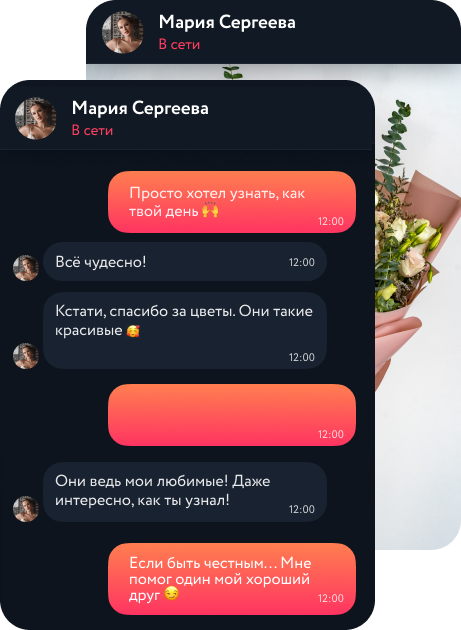 Мария Сергеева
В сети
Мария Сергеева
В сети
Просто хотел узнать, как
твой день 🙌
12:00
Всё чудесно!
12:00
Кстати, спасибо за цветы. Они такие
красивые 🥰
12:00
12:00
Они ведь мои любимые! Даже
интересно, как ты узнал!
12:00
Если быть честным... Мне
помог один мой хороший
друг 😏
12:00